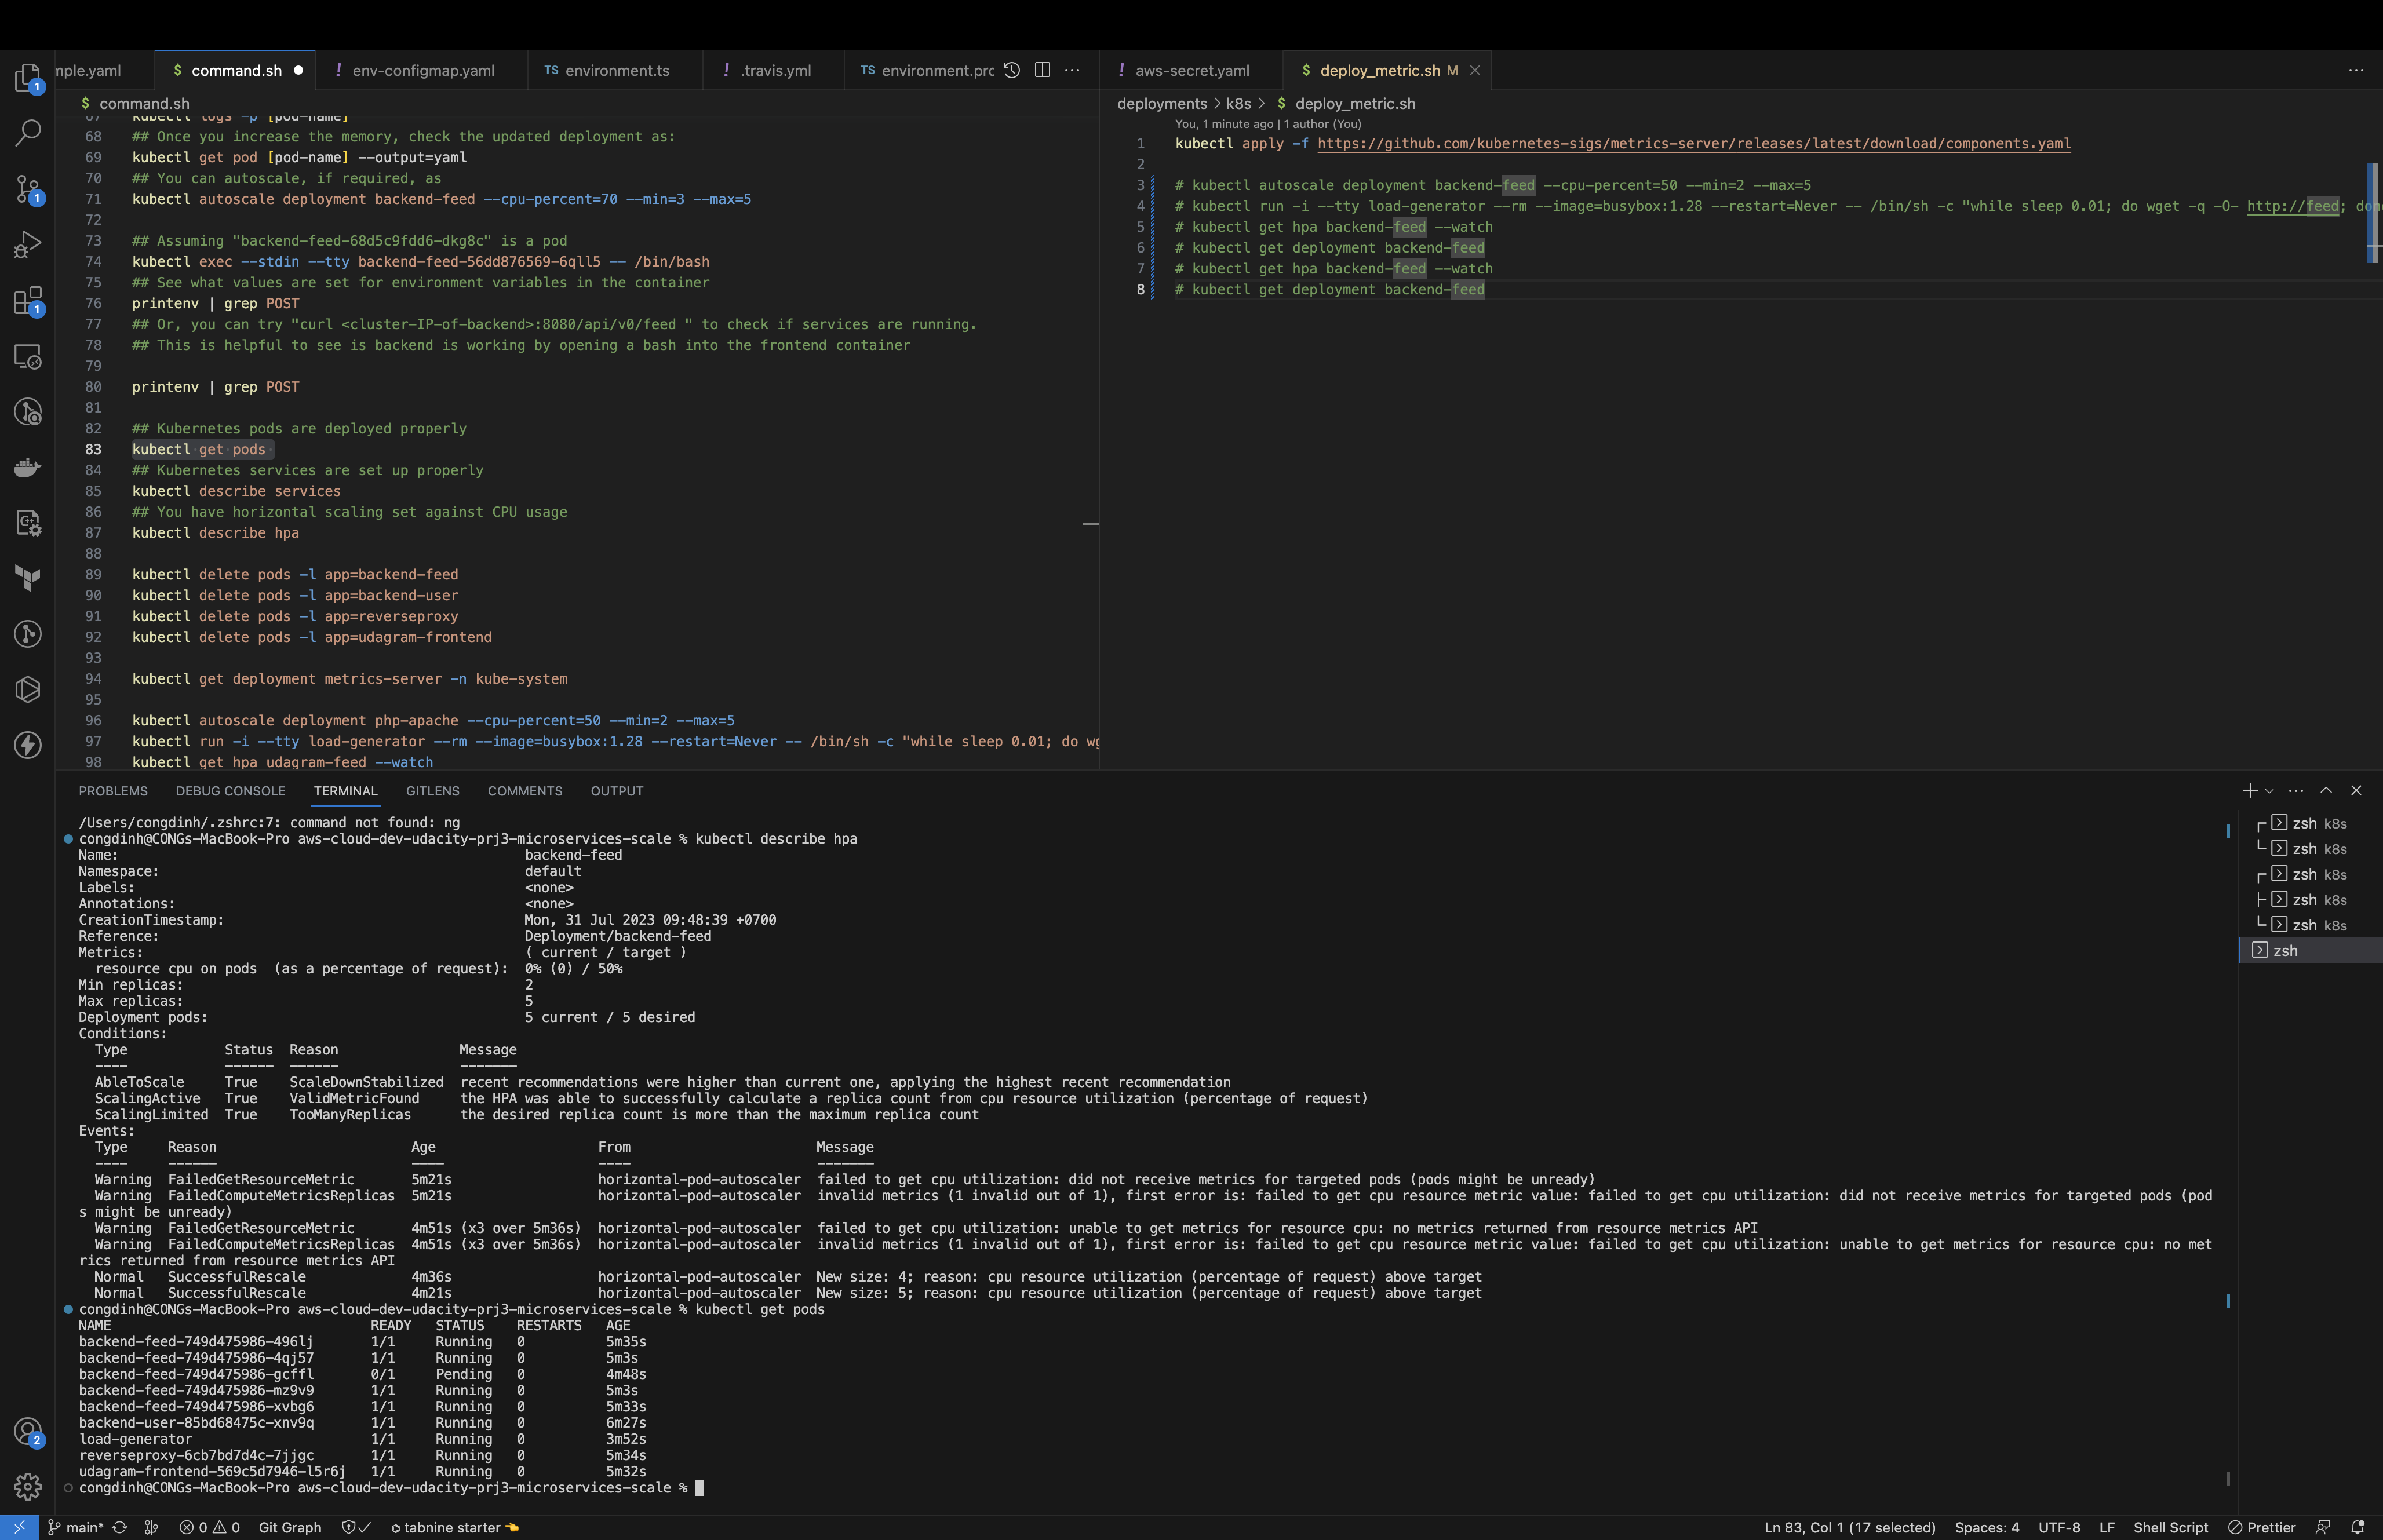 mple.yaml
$ command.sh
! env-configmap.yaml
TS environment.ts
! .travis.yml
TS environment.prc
! aws-secret.yaml
$ deploy_metric.sh M
$ command.sh
67 kubectl logs -p [pod-name]
68 ## Once you increase the memory, check the updated deployment as:
69 kubectl get pod [pod-name] --output=yaml
70 ## You can autoscale, if required, as
71 kubectl autoscale deployment backend-feed --cpu-percent=70 --min=3 --max=5
72
73 ## Assuming "backend-feed-68d5c9fdd6-dkg8c" is a pod
74 kubectl exec --stdin --tty backend-feed-56dd876569-6qll5 -- /bin/bash
75 ## See what values are set for environment variables in the container
76 printenv | grep POST
77 ## Or, you can try "curl <cluster-IP-of-backend>:8080/api/v0/feed " to check if services are running.
78 ## This is helpful to see is backend is working by opening a bash into the frontend container
79
80 printenv | grep POST
81
82 ## Kubernetes pods are deployed properly
83 kubectl get pods
84 ## Kubernetes services are set up properly
85 kubectl describe services
86 ## You have horizontal scaling set against CPU usage
87 kubectl describe hpa
88
89 kubectl delete pods -l app=backend-feed
90 kubectl delete pods -l app=backend-user
91 kubectl delete pods -l app=reverseproxy
92 kubectl delete pods -l app=udagram-frontend
93
94 kubectl get deployment metrics-server -n kube-system
95
96 kubectl autoscale deployment php-apache --cpu-percent=50 --min=2 --max=5
97 kubectl run -i --tty load-generator --rm --image=busybox:1.28 --restart=Never -- /bin/sh -c "while sleep 0.01; do wg
98 kubectl get hpa udagram-feed --watch
deployments > k8s > $ deploy_metric.sh
You, 1 minute ago | 1 author (You)
1 kubectl apply -f https://github.com/kubernetes-sigs/metrics-server/releases/latest/download/components.yaml
2
3 # kubectl autoscale deployment backend-feed --cpu-percent=50 --min=2 --max=5
4 # kubectl run -i --tty load-generator --rm --image=busybox:1.28 --restart=Never -- /bin/sh -c "while sleep 0.01; do wget -q -O- http://feed; done
5 # kubectl get hpa backend-feed --watch
6 # kubectl get deployment backend-feed
7 # kubectl get hpa backend-feed --watch
8 # kubectl get deployment backend-feed
PROBLEMS DEBUG CONSOLE TERMINAL GITLENS COMMENTS OUTPUT
/Users/congdinh/.zshrc:7: command not found: ng
congdinh@CONGs-MacBook-Pro aws-cloud-dev-udacity-prj3-microservices-scale % kubectl describe hpa
Name: backend-feed
Namespace: default
Labels: <none>
Annotations: <none>
CreationTimestamp: Mon, 31 Jul 2023 09:48:39 +0700
Reference: Deployment/backend-feed
Metrics: ( current / target )
resource cpu on pods (as a percentage of request): 0% (0) / 50%
Min replicas: 2
Max replicas: 5
Deployment pods: 5 current / 5 desired
Conditions:
Type Status Reason Message
---- ------ ------ -------
AbleToScale True ScaleDownStabilized recent recommendations were higher than current one, applying the highest recent recommendation
ScalingActive True ValidMetricFound the HPA was able to successfully calculate a replica count from cpu resource utilization (percentage of request)
ScalingLimited True TooManyReplicas the desired replica count is more than the maximum replica count
Events:
Type Reason Age From Message
---- ------ ---- ---- -------
Warning FailedGetResourceMetric 5m21s horizontal-pod-autoscaler failed to get cpu utilization: did not receive metrics for targeted pods (pods might be unready)
Warning FailedComputeMetricsReplicas 5m21s horizontal-pod-autoscaler invalid metrics (1 invalid out of 1), first error is: failed to get cpu resource metric value: failed to get cpu utilization: did not receive metrics for targeted pods (pod
s might be unready)
Warning FailedGetResourceMetric 4m51s (x3 over 5m36s) horizontal-pod-autoscaler failed to get cpu utilization: unable to get metrics for resource cpu: no metrics returned from resource metrics API
Warning FailedComputeMetricsReplicas 4m51s (x3 over 5m36s) horizontal-pod-autoscaler invalid metrics (1 invalid out of 1), first error is: failed to get cpu resource metric value: failed to get cpu utilization: unable to get metrics for resource cpu: no met
rics returned from resource metrics API
Normal SuccessfulRescale 4m36s horizontal-pod-autoscaler New size: 4; reason: cpu resource utilization (percentage of request) above target
Normal SuccessfulRescale 4m21s horizontal-pod-autoscaler New size: 5; reason: cpu resource utilization (percentage of request) above target
congdinh@CONGs-MacBook-Pro aws-cloud-dev-udacity-prj3-microservices-scale % kubectl get pods
NAME READY STATUS RESTARTS AGE
backend-feed-749d475986-496lj 1/1 Running 0 5m35s
backend-feed-749d475986-4qj57 1/1 Running 0 5m3s
backend-feed-749d475986-gcffl 0/1 Pending 0 4m48s
backend-feed-749d475986-mz9v9 1/1 Running 0 5m3s
backend-feed-749d475986-xvbg6 1/1 Running 0 5m33s
backend-user-85bd68475c-xnv9q 1/1 Running 0 6m27s
load-generator 1/1 Running 0 3m52s
reverseproxy-6cb7bd7d4c-7jjgc 1/1 Running 0 5m34s
udagram-frontend-569c5d7946-l5r6j 1/1 Running 0 5m32s
congdinh@CONGs-MacBook-Pro aws-cloud-dev-udacity-prj3-microservices-scale %
zsh k8s
zsh k8s
zsh k8s
zsh k8s
zsh k8s
zsh
1
1
1
2
main* 0 0 Git Graph tabnine starter
Ln 83, Col 1 (17 selected) Spaces: 4 UTF-8 LF Shell Script Prettier